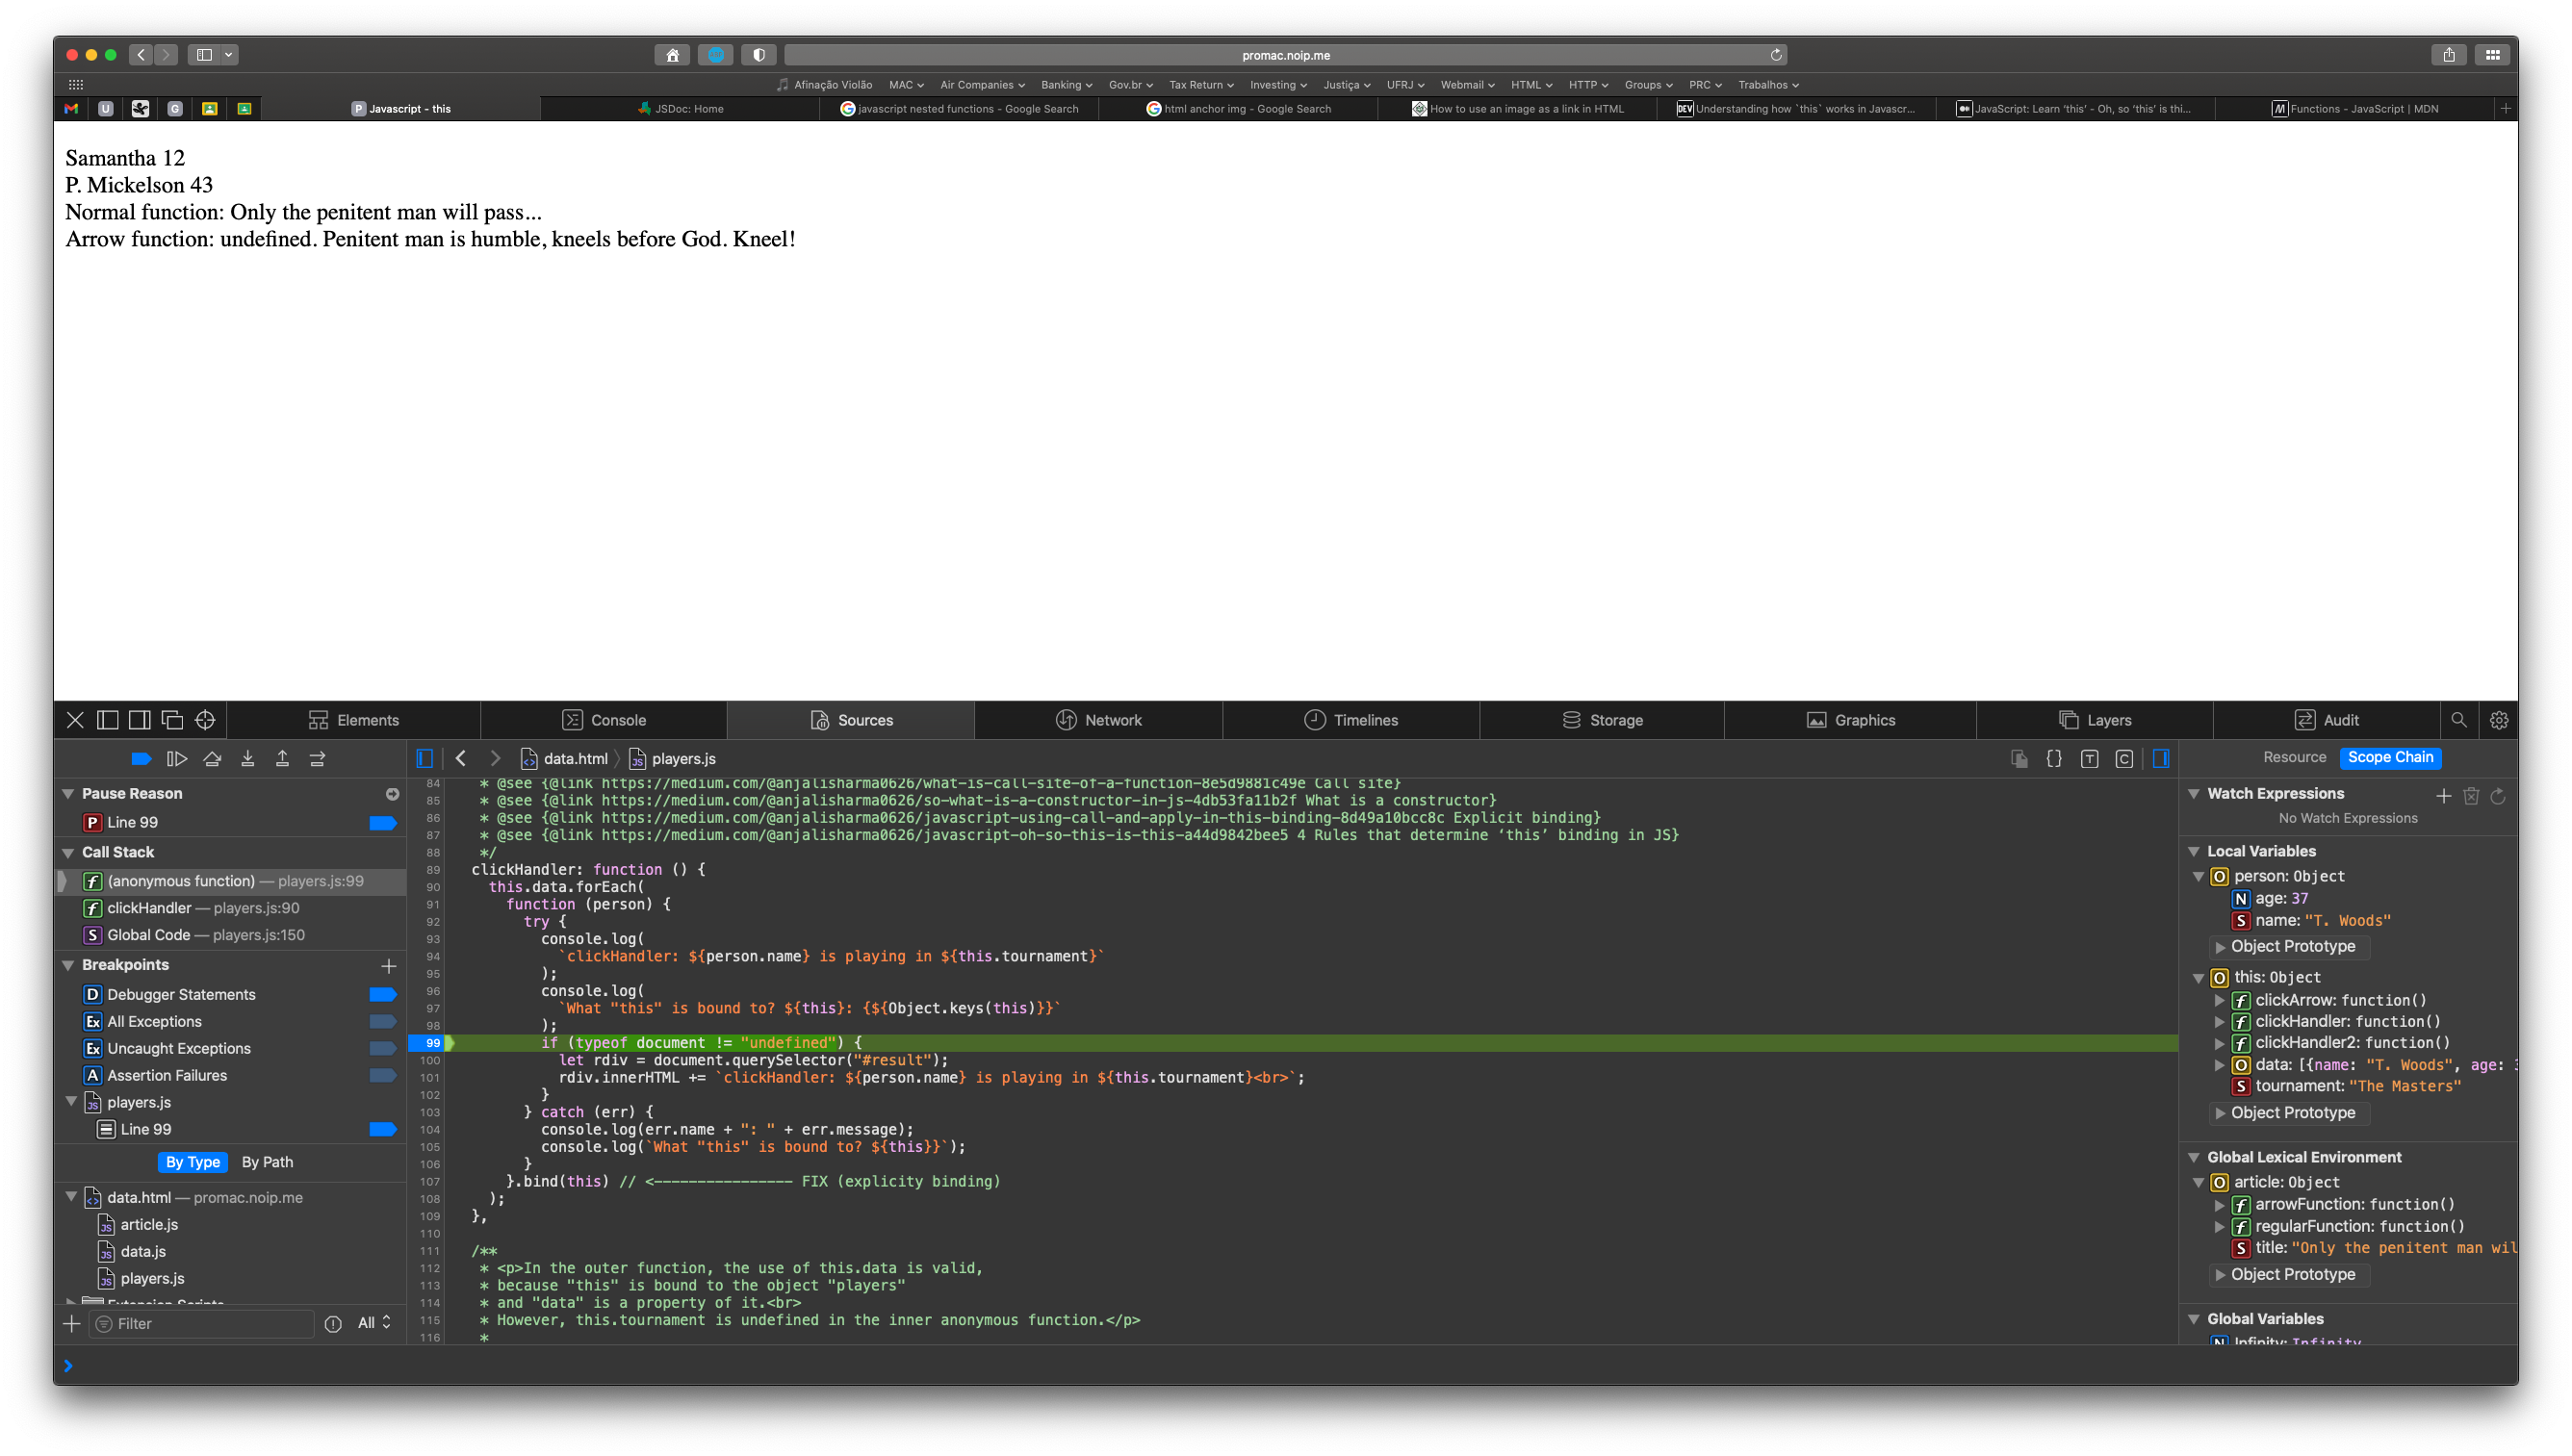 promac.noip.me
Afinação Violão MAC Air Companies Banking Gov.br Tax Return Investing Justiça UFRJ Webmail HTML HTTP Groups PRC Trabalhos
U G P Javascript - this JSDoc: Home javascript nested functions - Google Search html anchor img - Google Search How to use an image as a link in HTML DEV Understanding how `this` works in Javascr... JavaScript: Learn ‘this’ - Oh, so ‘this’ is thi... Functions - JavaScript | MDN
Samantha 12
P. Mickelson 43
Normal function: Only the penitent man will pass...
Arrow function: undefined. Penitent man is humble, kneels before God. Kneel!
Elements Console Sources Network Timelines Storage Graphics Layers Audit
data.html players.js
Resource Scope Chain
Pause Reason
P Line 99
Call Stack
f (anonymous function) — players.js:99
f clickHandler — players.js:90
S Global Code — players.js:150
Breakpoints
D Debugger Statements
Ex All Exceptions
Ex Uncaught Exceptions
A Assertion Failures
JS players.js
Line 99
By Type By Path
data.html — promac.noip.me
JS article.js
JS data.js
JS players.js
Extension Scripts
Filter All
84 * @see {@link https://medium.com/@anjalisharma0626/what-is-call-site-of-a-function-8e5d9881c49e Call site}
85 * @see {@link https://medium.com/@anjalisharma0626/so-what-is-a-constructor-in-js-4db53fa11b2f What is a constructor}
86 * @see {@link https://medium.com/@anjalisharma0626/javascript-using-call-and-apply-in-this-binding-8d49a10bcc8c Explicit binding}
87 * @see {@link https://medium.com/@anjalisharma0626/javascript-oh-so-this-is-this-a44d9842bee5 4 Rules that determine ‘this’ binding in JS}
88 */
89 clickHandler: function () {
90 this.data.forEach(
91 function (person) {
92 try {
93 console.log(
94 `clickHandler: ${person.name} is playing in ${this.tournament}`
95 );
96 console.log(
97 `What "this" is bound to? ${this}: {${Object.keys(this)}}`
98 );
99 if (typeof document != "undefined") {
100 let rdiv = document.querySelector("#result");
101 rdiv.innerHTML += `clickHandler: ${person.name} is playing in ${this.tournament}<br>`;
102 }
103 } catch (err) {
104 console.log(err.name + ": " + err.message);
105 console.log(`What "this" is bound to? ${this}}`);
106 }
107 }.bind(this) // <---------------- FIX (explicity binding)
108 );
109 },
110
111 /**
112 * <p>In the outer function, the use of this.data is valid,
113 * because "this" is bound to the object "players"
114 * and "data" is a property of it.<br>
115 * However, this.tournament is undefined in the inner anonymous function.</p>
116 *
Watch Expressions
No Watch Expressions
Local Variables
O person: Object
N age: 37
S name: "T. Woods"
Object Prototype
O this: Object
f clickArrow: function()
f clickHandler: function()
f clickHandler2: function()
O data: [{name: "T. Woods", age: 3
S tournament: "The Masters"
Object Prototype
Global Lexical Environment
O article: Object
f arrowFunction: function()
f regularFunction: function()
S title: "Only the penitent man wil
Object Prototype
Global Variables
N Infinity: Infinity